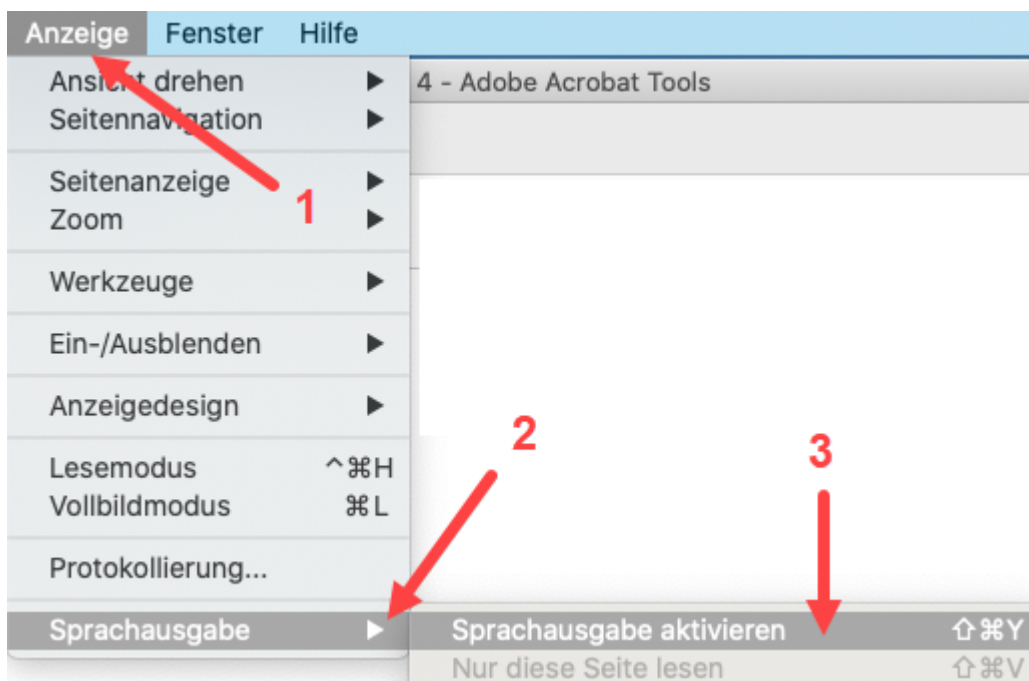 Anzeige Fenster Hilfe
4 - Adobe Acrobat Tools
Ansicht drehen ▶
Seitennavigation ▶
Seitenanzeige ▶
1
Zoom ▶
Werkzeuge ▶
Ein-/Ausblenden ▶
Anzeigedesign ▶
2
3
Lesemodus ^⌘H
Vollbildmodus ⌘L
Protokollierung...
Sprachausgabe ▶
Sprachausgabe aktivieren ⇧⌘Y
Nur diese Seite lesen ⇧⌘V